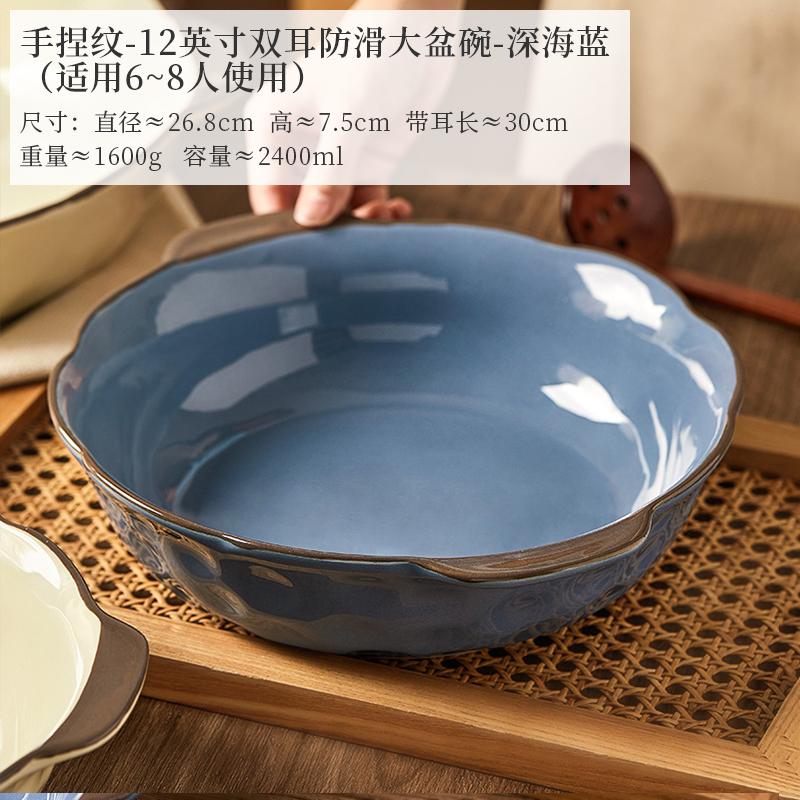 手捏纹-12英寸双耳防滑大盆碗-深海蓝
（适用6~8人使用）
尺寸：直径≈26.8cm 高≈7.5cm 带耳长≈30cm
重量≈1600g 容量≈2400ml